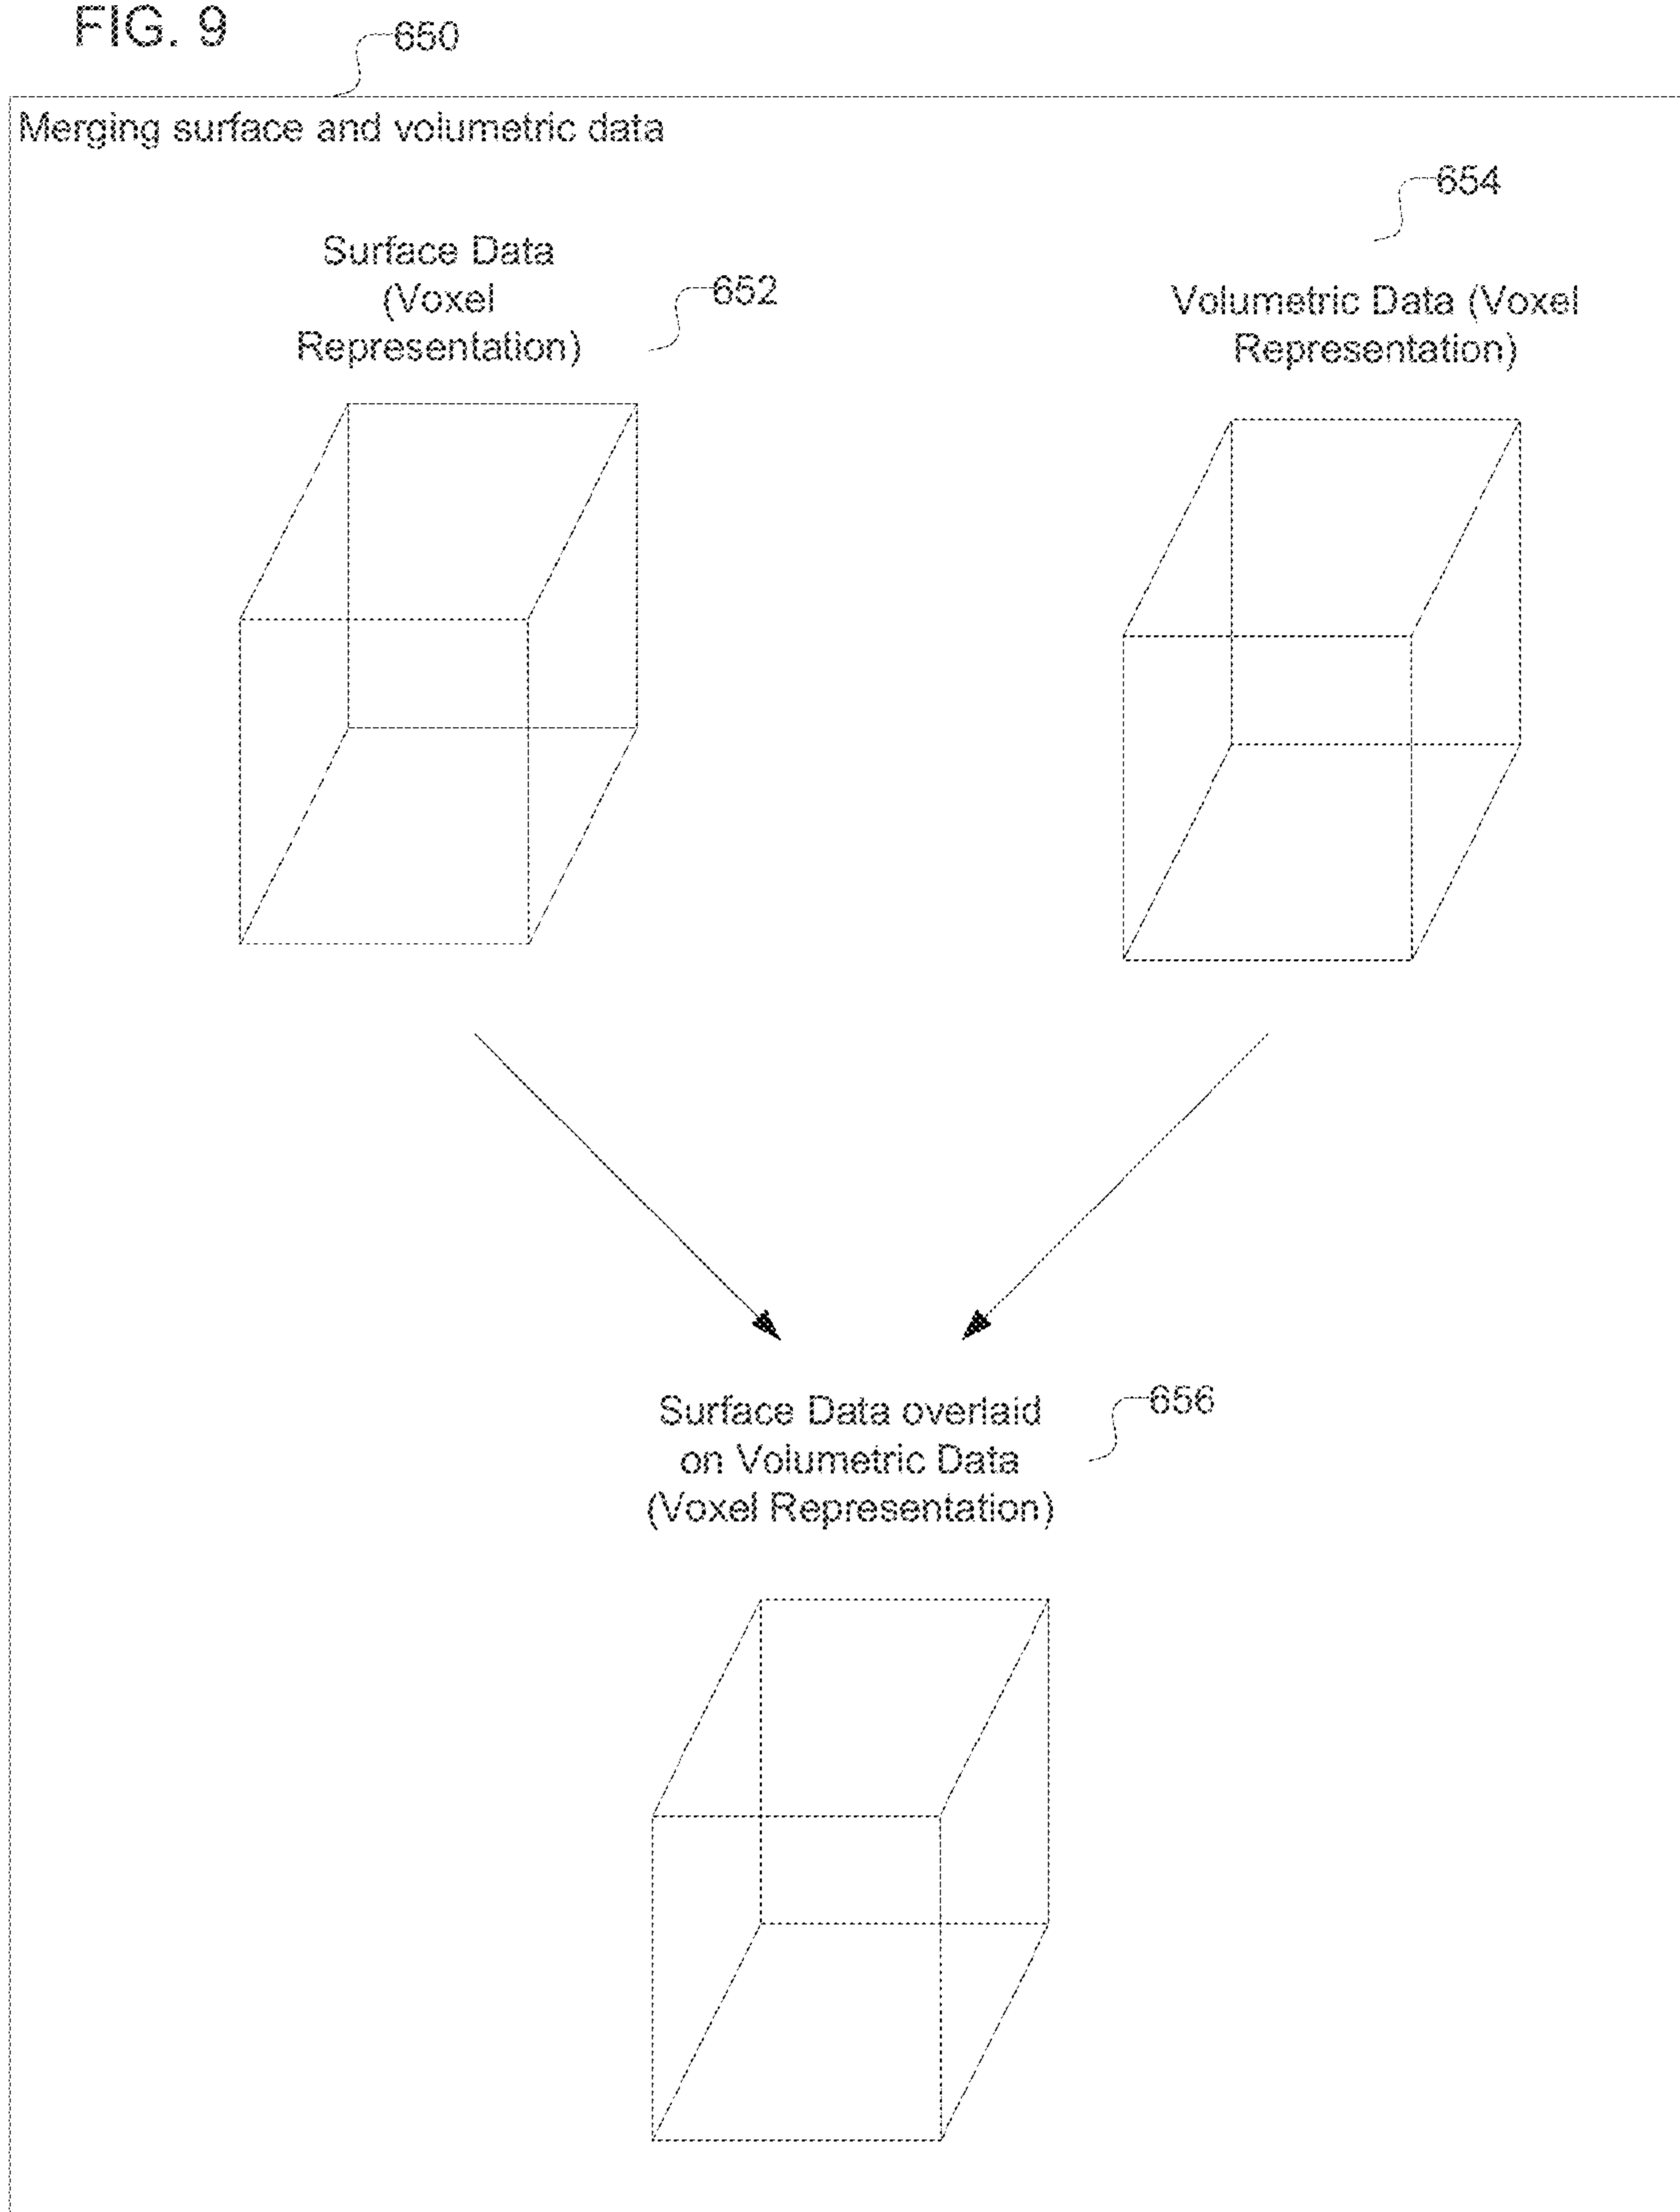 FIG. 9
650
Merging surface and volumetric data
654
Surface Data
(Voxel
Representation)
652
Volumetric Data (Voxel
Representation)
Surface Data overlaid
on Volumetric Data
(Voxel Representation)
656